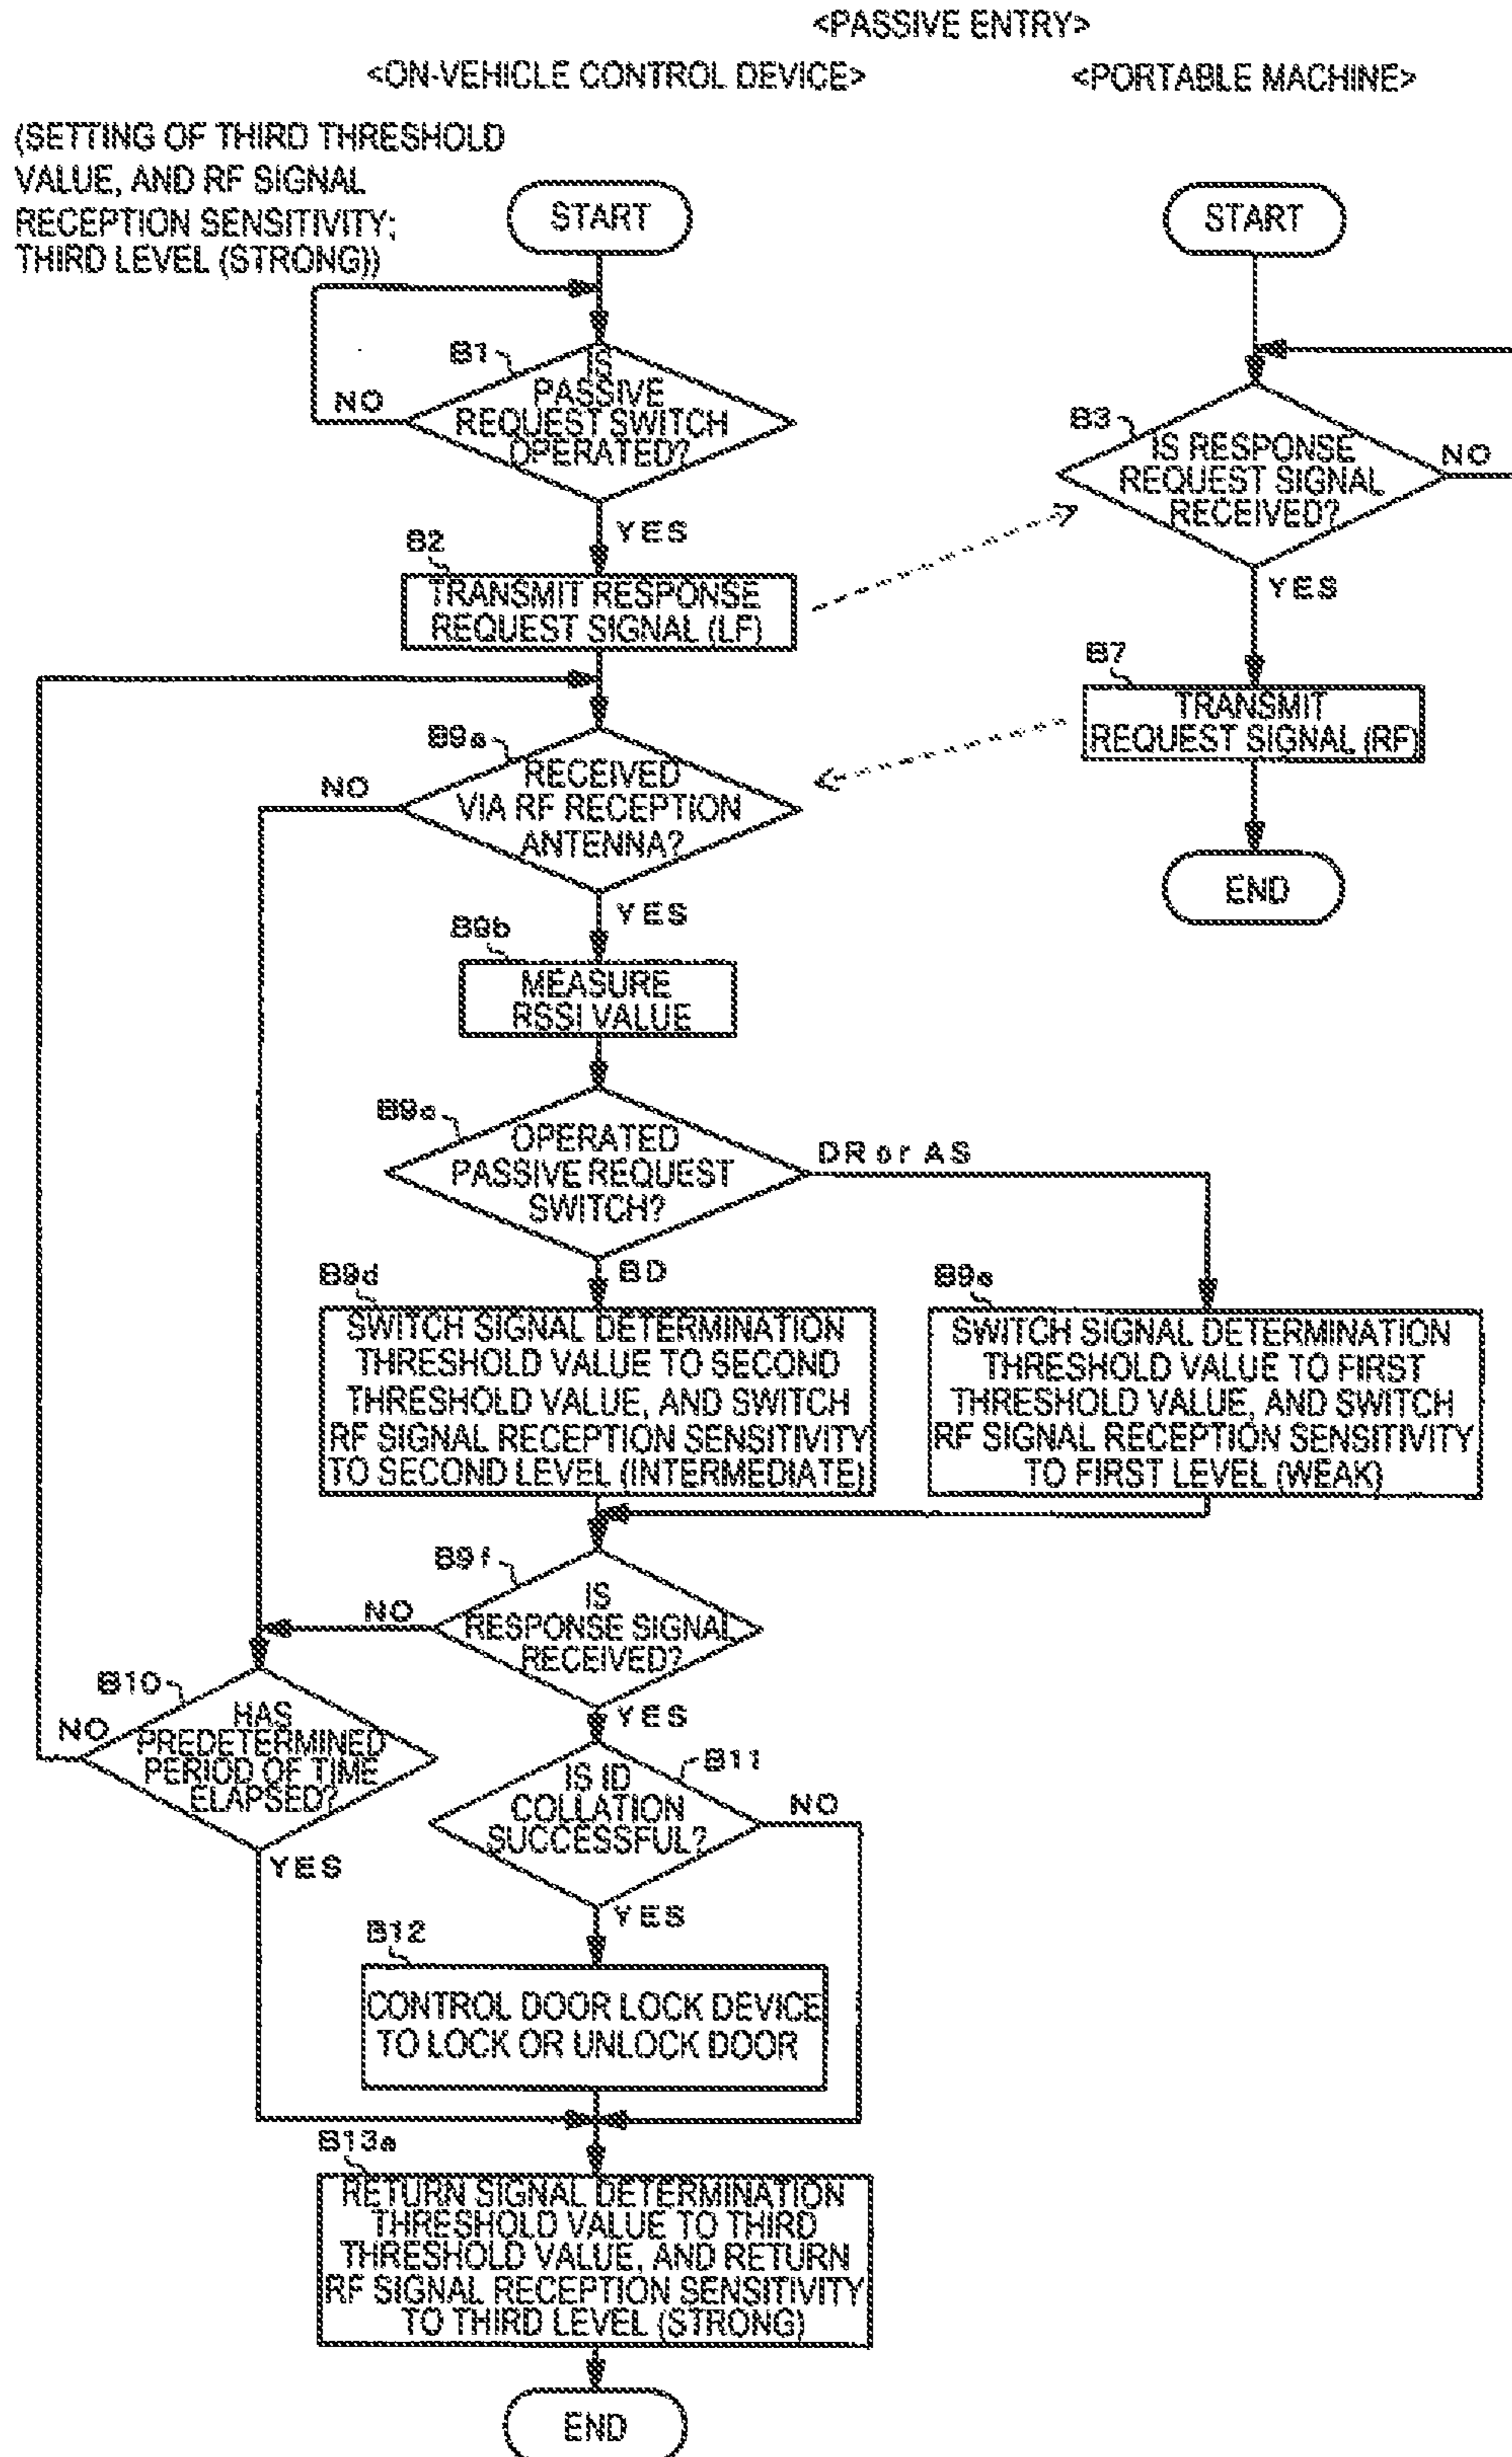 <PASSIVE ENTRY>
<ON-VEHICLE CONTROL DEVICE>
<PORTABLE MACHINE>
(SETTING OF THIRD THRESHOLD
VALUE, AND RF SIGNAL
RECEPTION SENSITIVITY;
THIRD LEVEL (STRONG))
START
START
B1
IS
PASSIVE
REQUEST SWITCH
OPERATED?
NO
YES
B3
IS RESPONSE
REQUEST SIGNAL
RECEIVED?
NO
YES
B2
TRANSMIT RESPONSE
REQUEST SIGNAL (LF)
B7
TRANSMIT
REQUEST SIGNAL (RF)
END
B9a
RECEIVED
VIA RF RECEPTION
ANTENNA?
NO
YES
B9b
MEASURE
RSSI VALUE
B9c
OPERATED
PASSIVE REQUEST
SWITCH?
DR or AS
BD
B9d
SWITCH SIGNAL DETERMINATION
THRESHOLD VALUE TO SECOND
THRESHOLD VALUE, AND SWITCH
RF SIGNAL RECEPTION SENSITIVITY
TO SECOND LEVEL (INTERMEDIATE)
B9e
SWITCH SIGNAL DETERMINATION
THRESHOLD VALUE TO FIRST
THRESHOLD VALUE, AND SWITCH
RF SIGNAL RECEPTION SENSITIVITY
TO FIRST LEVEL (WEAK)
B9f
IS
RESPONSE SIGNAL
RECEIVED?
NO
YES
B10
HAS
PREDETERMINED
PERIOD OF TIME
ELAPSED?
NO
YES
B11
IS ID
COLLATION
SUCCESSFUL?
NO
YES
B12
CONTROL DOOR LOCK DEVICE
TO LOCK OR UNLOCK DOOR
B13a
RETURN SIGNAL DETERMINATION
THRESHOLD VALUE TO THIRD
THRESHOLD VALUE, AND RETURN
RF SIGNAL RECEPTION SENSITIVITY
TO THIRD LEVEL (STRONG)
END